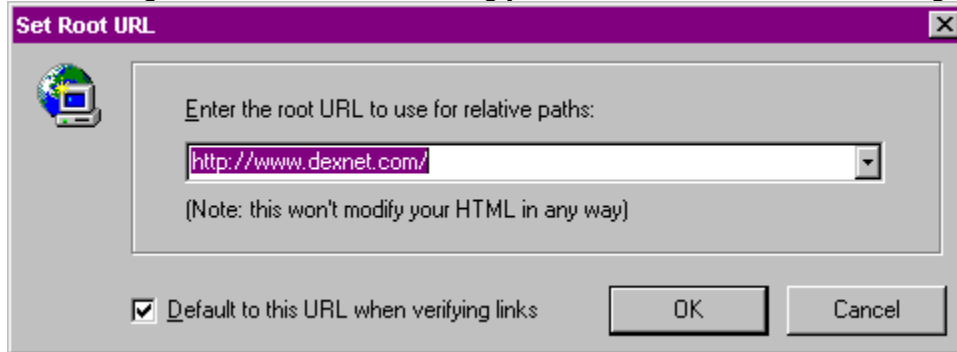 Set Root URL
Enter the root URL to use for relative paths:
http://www.dexnet.com/
(Note: this won't modify your HTML in any way)
Default to this URL when verifying links
OK
Cancel